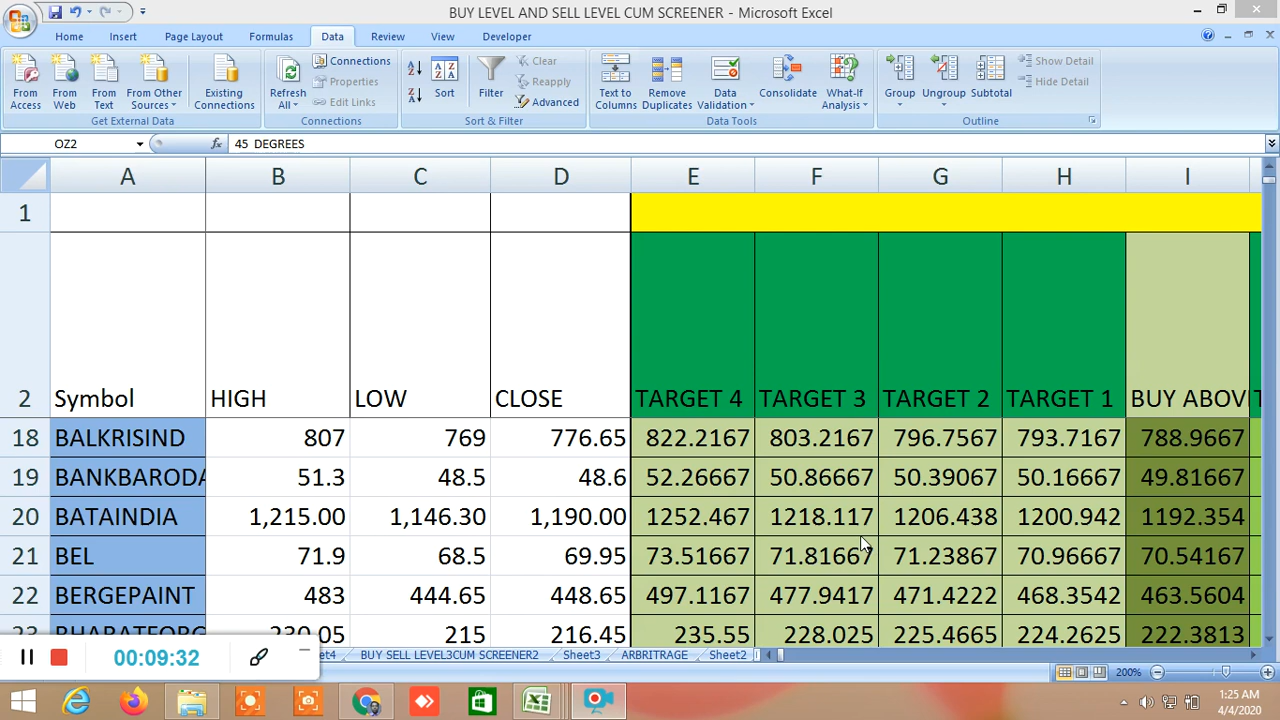 BUY LEVEL AND SELL LEVEL CUM SCREENER - Microsoft Excel
Home Insert Page Layout Formulas Data Review View Developer
From Access
From Web
From Text
From Other Sources
Existing Connections
Get External Data
Refresh All
Connections
Properties
Edit Links
Connections
Sort
Filter
Clear
Reapply
Advanced
Sort & Filter
Text to Columns
Remove Duplicates
Data Validation
Consolidate
What-If Analysis
Data Tools
Group
Ungroup
Subtotal
Show Detail
Hide Detail
Outline
OZ2 fx 45 DEGREES
A B C D E F G H I
1
2 Symbol HIGH LOW CLOSE TARGET 4 TARGET 3 TARGET 2 TARGET 1 BUY ABOV
18 BALKRISIND 807 769 776.65 822.2167 803.2167 796.7567 793.7167 788.9667
19 BANKBARODA 51.3 48.5 48.6 52.26667 50.86667 50.39067 50.16667 49.81667
20 BATAINDIA 1,215.00 1,146.30 1,190.00 1252.467 1218.117 1206.438 1200.942 1192.354
21 BEL 71.9 68.5 69.95 73.51667 71.81667 71.23867 70.96667 70.54167
22 BERGEPAINT 483 444.65 448.65 497.1167 477.9417 471.4222 468.3542 463.5604
23 BHARATFORG 230.05 215 216.45 235.55 228.025 225.4665 224.2625 222.3813
00:09:32
BUY SELL LEVEL3CUM SCREENER2 Sheet3 ARBRITRAGE Sheet2
200%
1:25 AM
4/4/2020